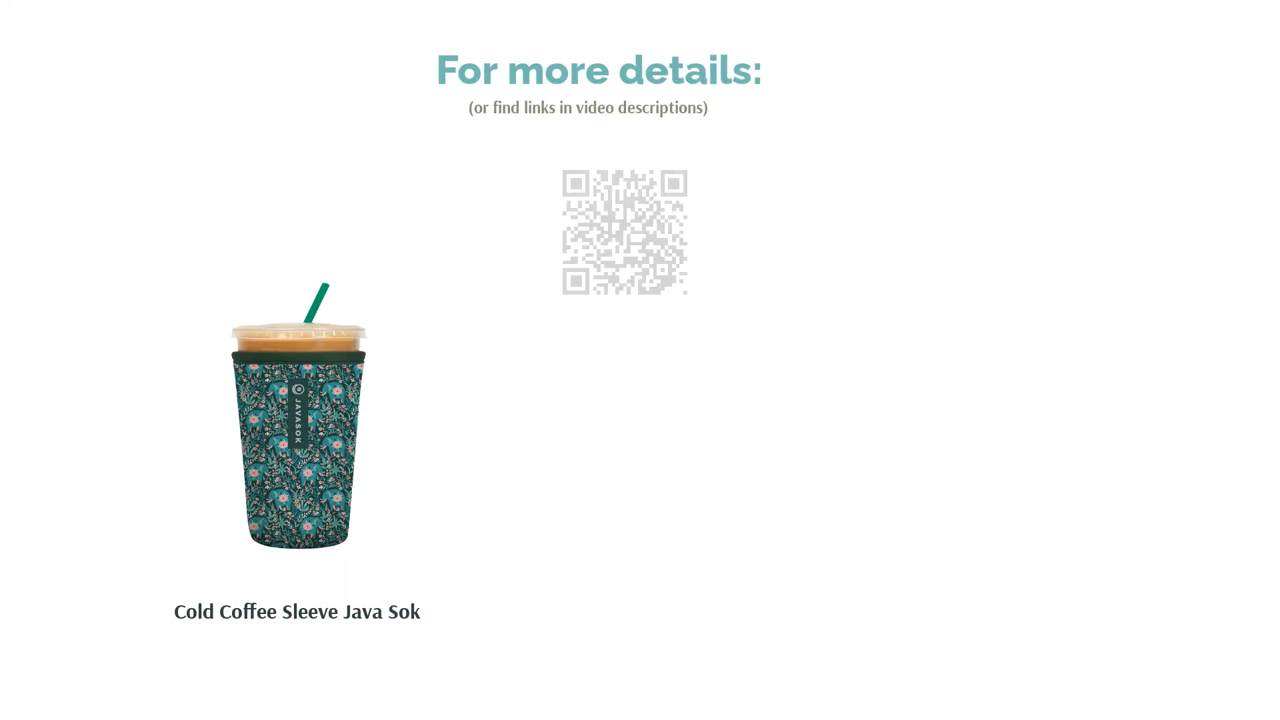 For more details:
(or find links in video descriptions)
JAVASOK
Cold Coffee Sleeve Java Sok